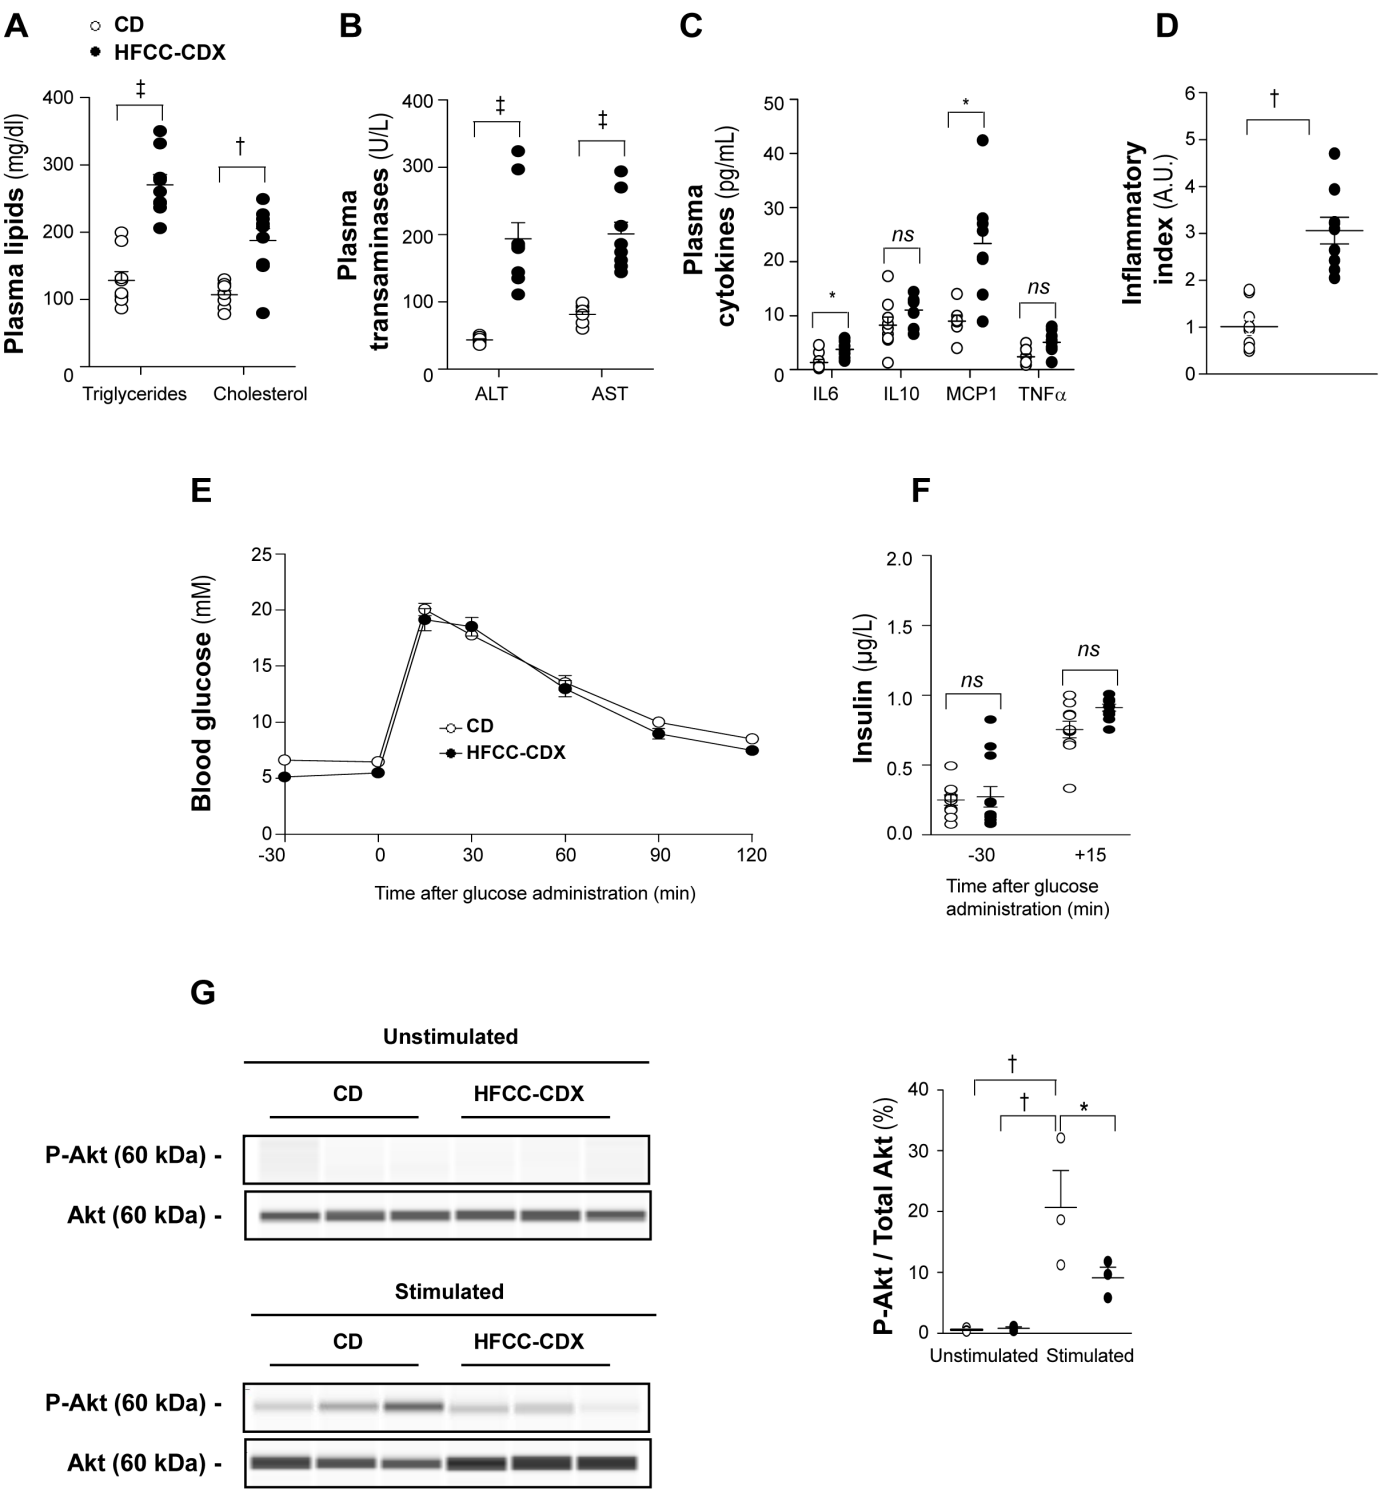 A
CD
HFCC-CDX
Plasma lipids (mg/dl)
400
300
200
100
0
‡
†
Triglycerides
Cholesterol
B
Plasma
transaminases (U/L)
400
300
200
100
0
‡
‡
ALT
AST
C
Plasma
cytokines (pg/mL)
50
40
30
20
10
0
*
ns
*
ns
IL6
IL10
MCP1
TNFα
D
Inflammatory
index (A.U.)
6
5
4
3
2
1
0
†
E
Blood glucose (mM)
25
20
15
10
5
0
CD
HFCC-CDX
-30
0
30
60
90
120
Time after glucose administration (min)
F
Insulin (µg/L)
2.0
1.5
1.0
0.5
0.0
ns
ns
-30
+15
Time after glucose
administration (min)
G
Unstimulated
CD
HFCC-CDX
P-Akt (60 kDa) -
Akt (60 kDa) -
Stimulated
CD
HFCC-CDX
P-Akt (60 kDa) -
Akt (60 kDa) -
P-Akt / Total Akt (%)
40
30
20
10
0
†
†
*
Unstimulated
Stimulated